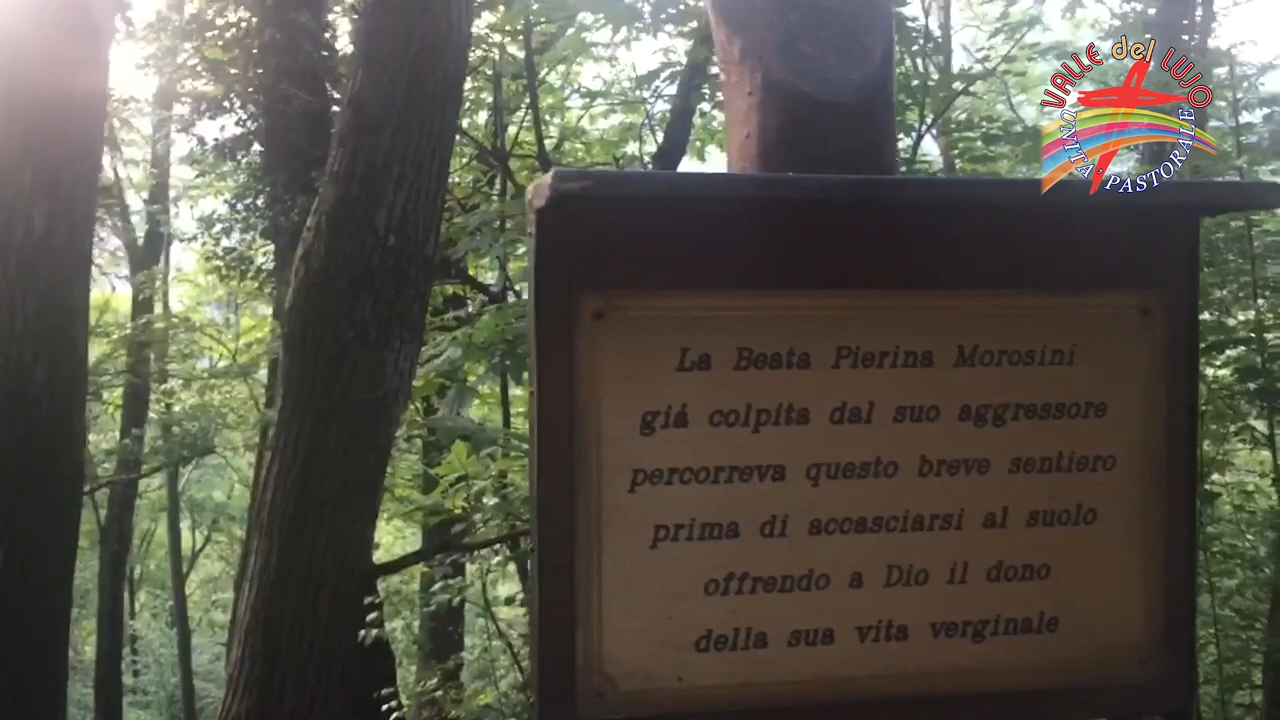 VALLE del LUJO
UNITÀ PASTORALE
La Beata Pierina Morosini
giá colpita dal suo aggressore
percorreva questo breve sentiero
prima di accasciarsi al suolo
offrendo a Dio il dono
della sua vita verginale